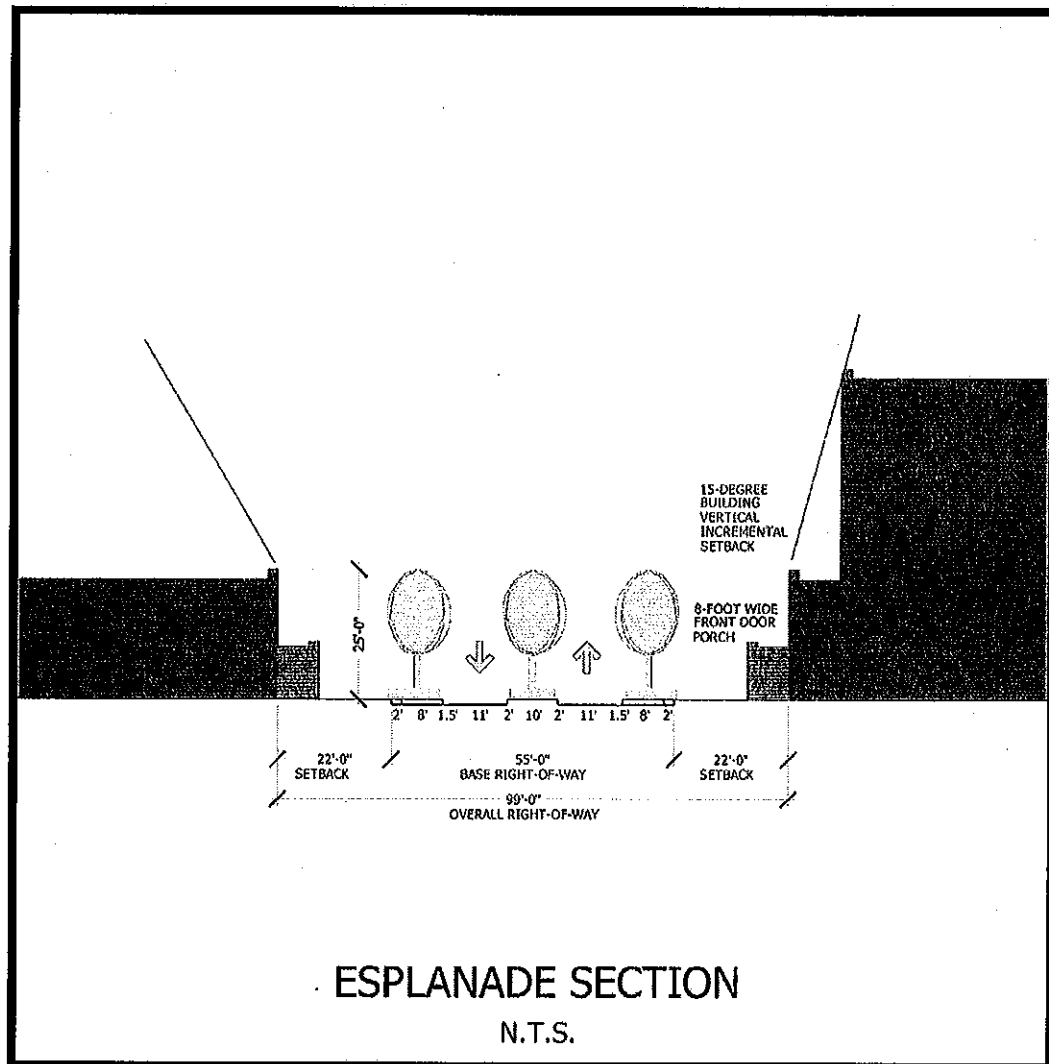 15-DEGREE
BUILDING
VERTICAL
INCREMENTAL
SETBACK
8-FOOT WIDE
FRONT DOOR
PORCH
25'-0"
2' 8' 1.5' 11' 2' 10' 2' 11' 1.5' 8' 2'
22'-0"
SETBACK
55'-0"
BASE RIGHT-OF-WAY
22'-0"
SETBACK
99'-0"
OVERALL RIGHT-OF-WAY
ESPLANADE SECTION
N.T.S.